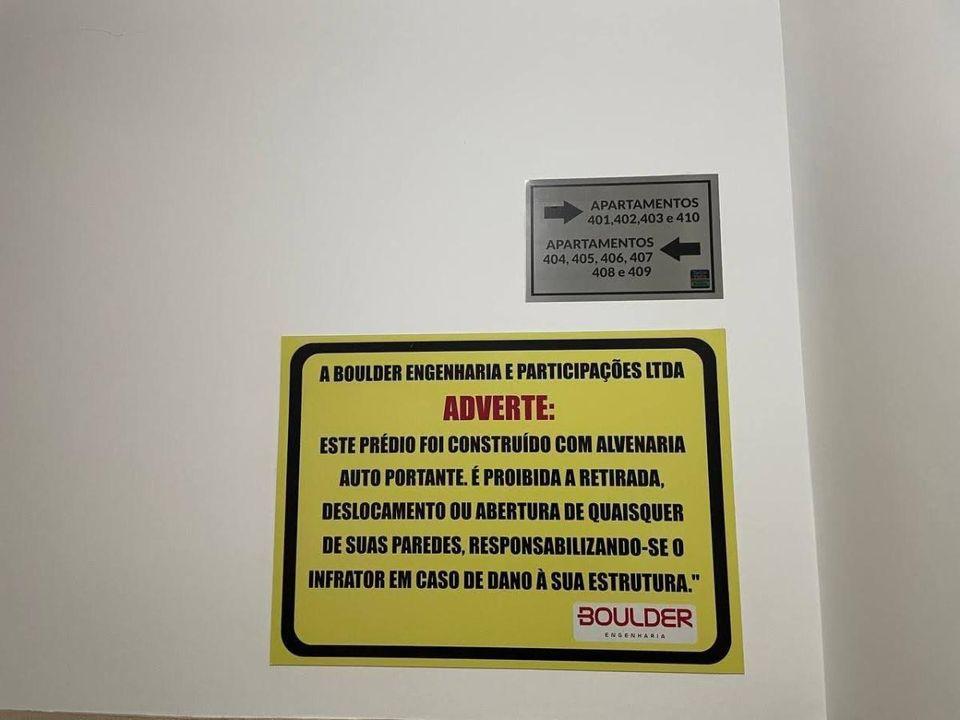 APARTAMENTOS
401,402,403 e 410
APARTAMENTOS
404, 405, 406, 407
408 e 409
A BOULDER ENGENHARIA E PARTICIPAÇÕES LTDA
ADVERTE:
ESTE PRÉDIO FOI CONSTRUÍDO COM ALVENARIA
AUTO PORTANTE. É PROIBIDA A RETIRADA,
DESLOCAMENTO OU ABERTURA DE QUAISQUER
DE SUAS PAREDES, RESPONSABILIZANDO-SE O
INFRATOR EM CASO DE DANO À SUA ESTRUTURA."
BOULDER
ENGENHARIA